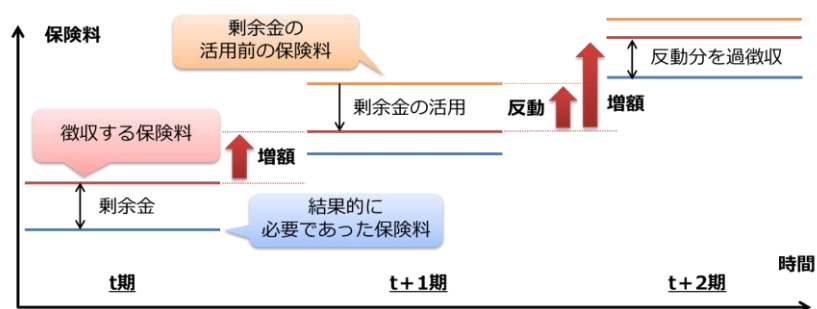 保険料
剰余金の
活用前の保険料
反動分を過徴収
徴収する保険料
増額
剰余金の活用
反動
増額
剰余金
結果的に
必要であった保険料
t期
t+1期
t+2期
時間